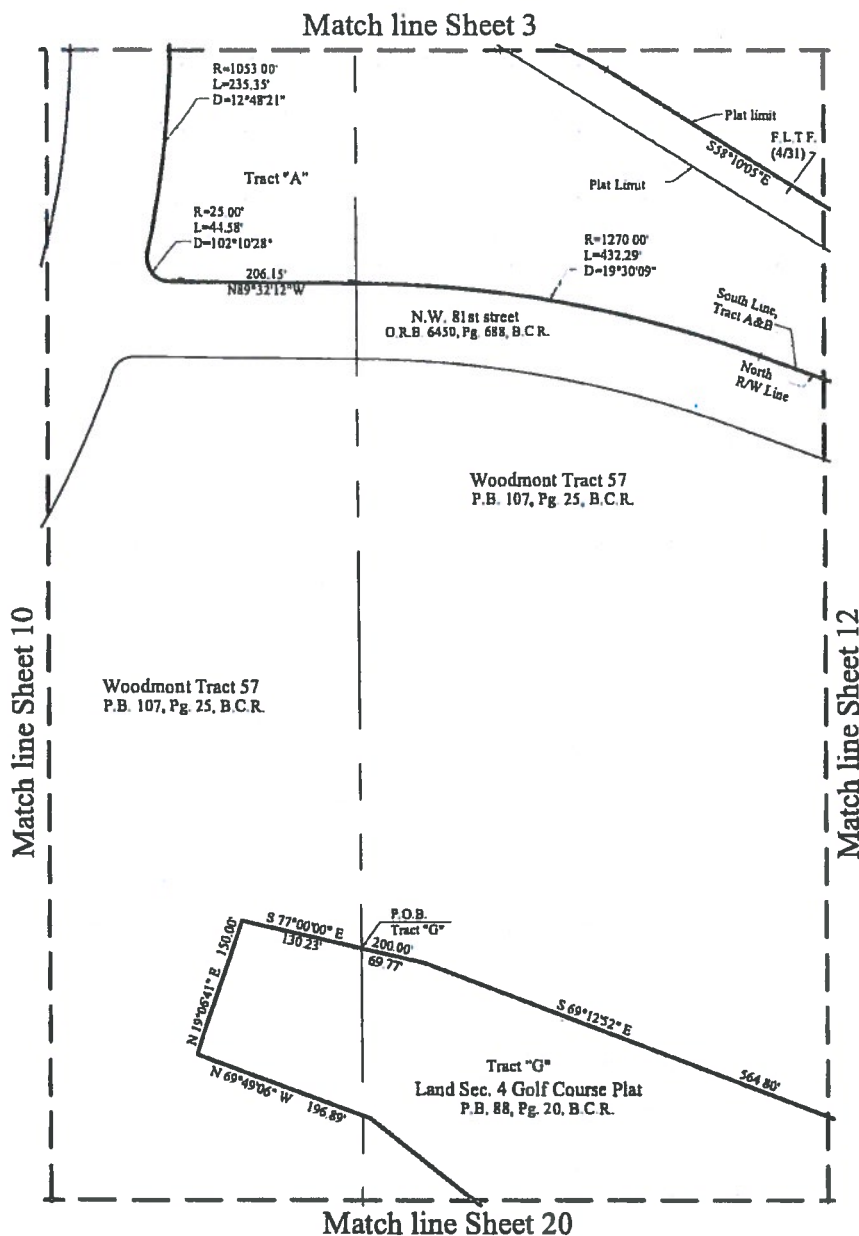 Match line Sheet 3
R=1053 00'
L=235.35'
D=12°48'21"
Plat limit
F.L.T F.
(4/31)
S58°10'05"E
Tract "A"
Plat Limit
R=25.00'
L=44.58'
D=102°10'28"
R=1270 00'
L=432.29'
D=19°30'09"
206.15'
N89°32'12"W
South Line,
Tract A&B
N.W. 81st street
O.R.B. 6450, Pg. 688, B.C.R.
North
R/W Line
Woodmont Tract 57
P.B. 107, Pg. 25, B.C.R.
Match line Sheet 10
Match line Sheet 12
Woodmont Tract 57
P.B. 107, Pg. 25, B.C.R.
P.O.B.
Tract "G"
S 77°00'00" E
130.23'
200.00'
69.77'
150.00'
N 19°06'41" E
S 69°12'52" E
564 80'
N 69°49'06" W
196.89'
Tract "G"
Land Sec. 4 Golf Course Plat
P.B. 88, Pg. 20, B.C.R.
Match line Sheet 20